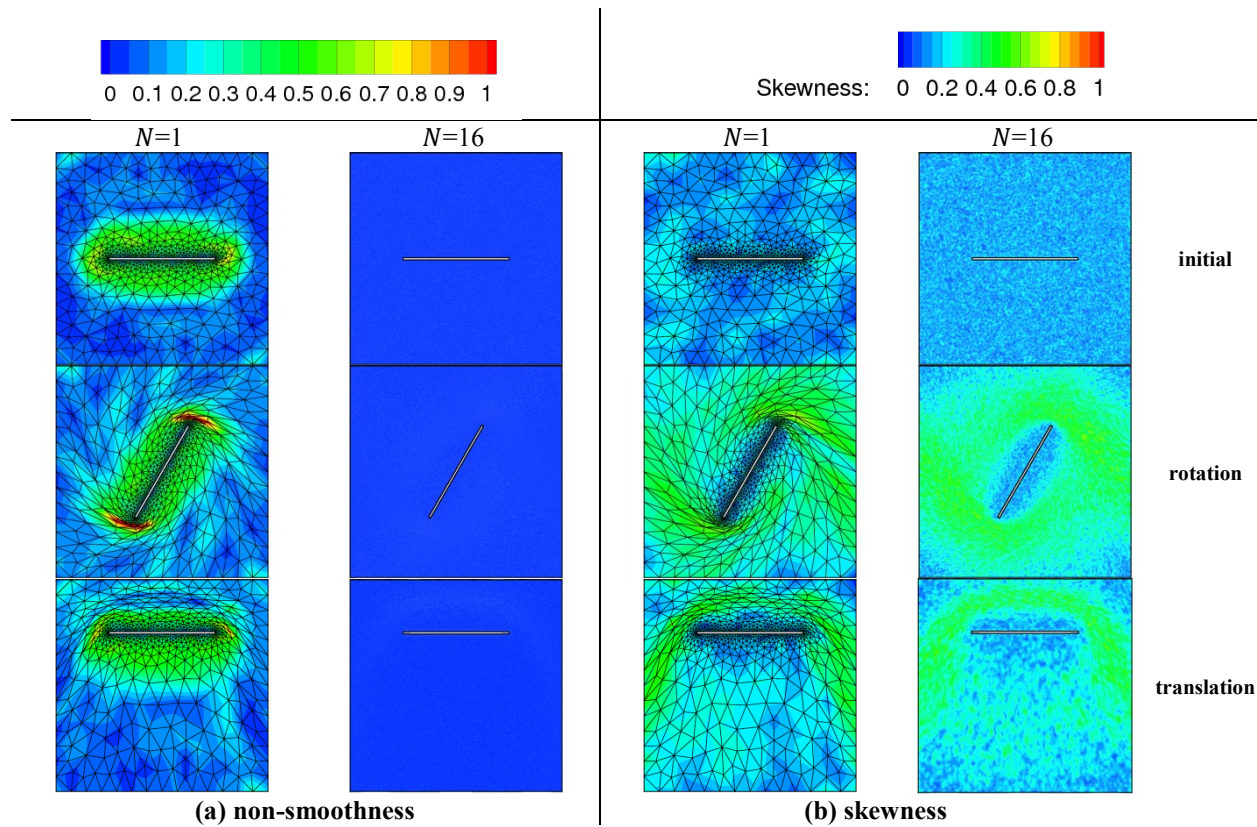 0 0.1 0.2 0.3 0.4 0.5 0.6 0.7 0.8 0.9 1
Skewness: 0 0.2 0.4 0.6 0.8 1
N=1 N=16 N=1 N=16
initial
rotation
translation
(a) non-smoothness (b) skewness